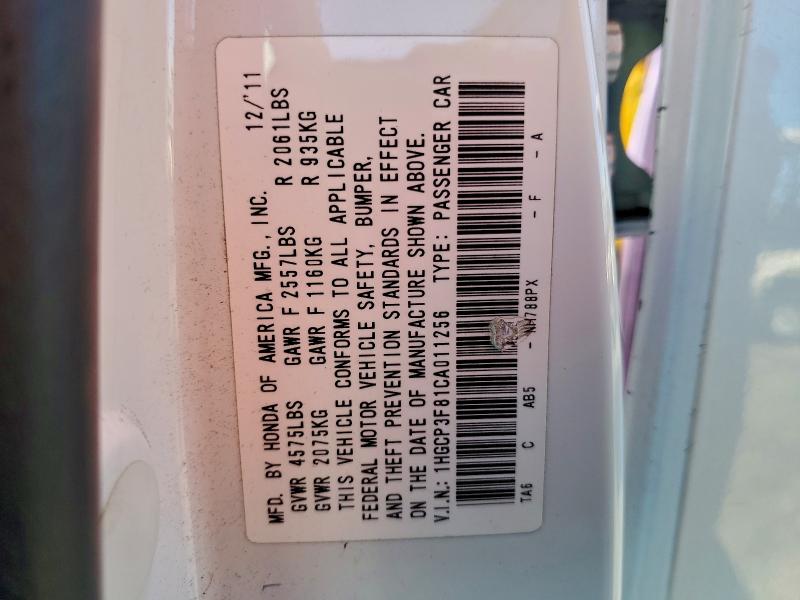 MFD. BY HONDA OF AMERICA MFG., INC. 12/'11
GVWR 4575LBS GAWR F 2557LBS R 2061LBS
GVWR 2075KG GAWR F 1160KG R 935KG
THIS VEHICLE CONFORMS TO ALL APPLICABLE
FEDERAL MOTOR VEHICLE SAFETY, BUMPER,
AND THEFT PREVENTION STANDARDS IN EFFECT
ON THE DATE OF MANUFACTURE SHOWN ABOVE.
V.I.N.: 1HGCP3F81CA011256 TYPE: PASSENGER CAR
TA6 C AB5 - NH788PX - F - A